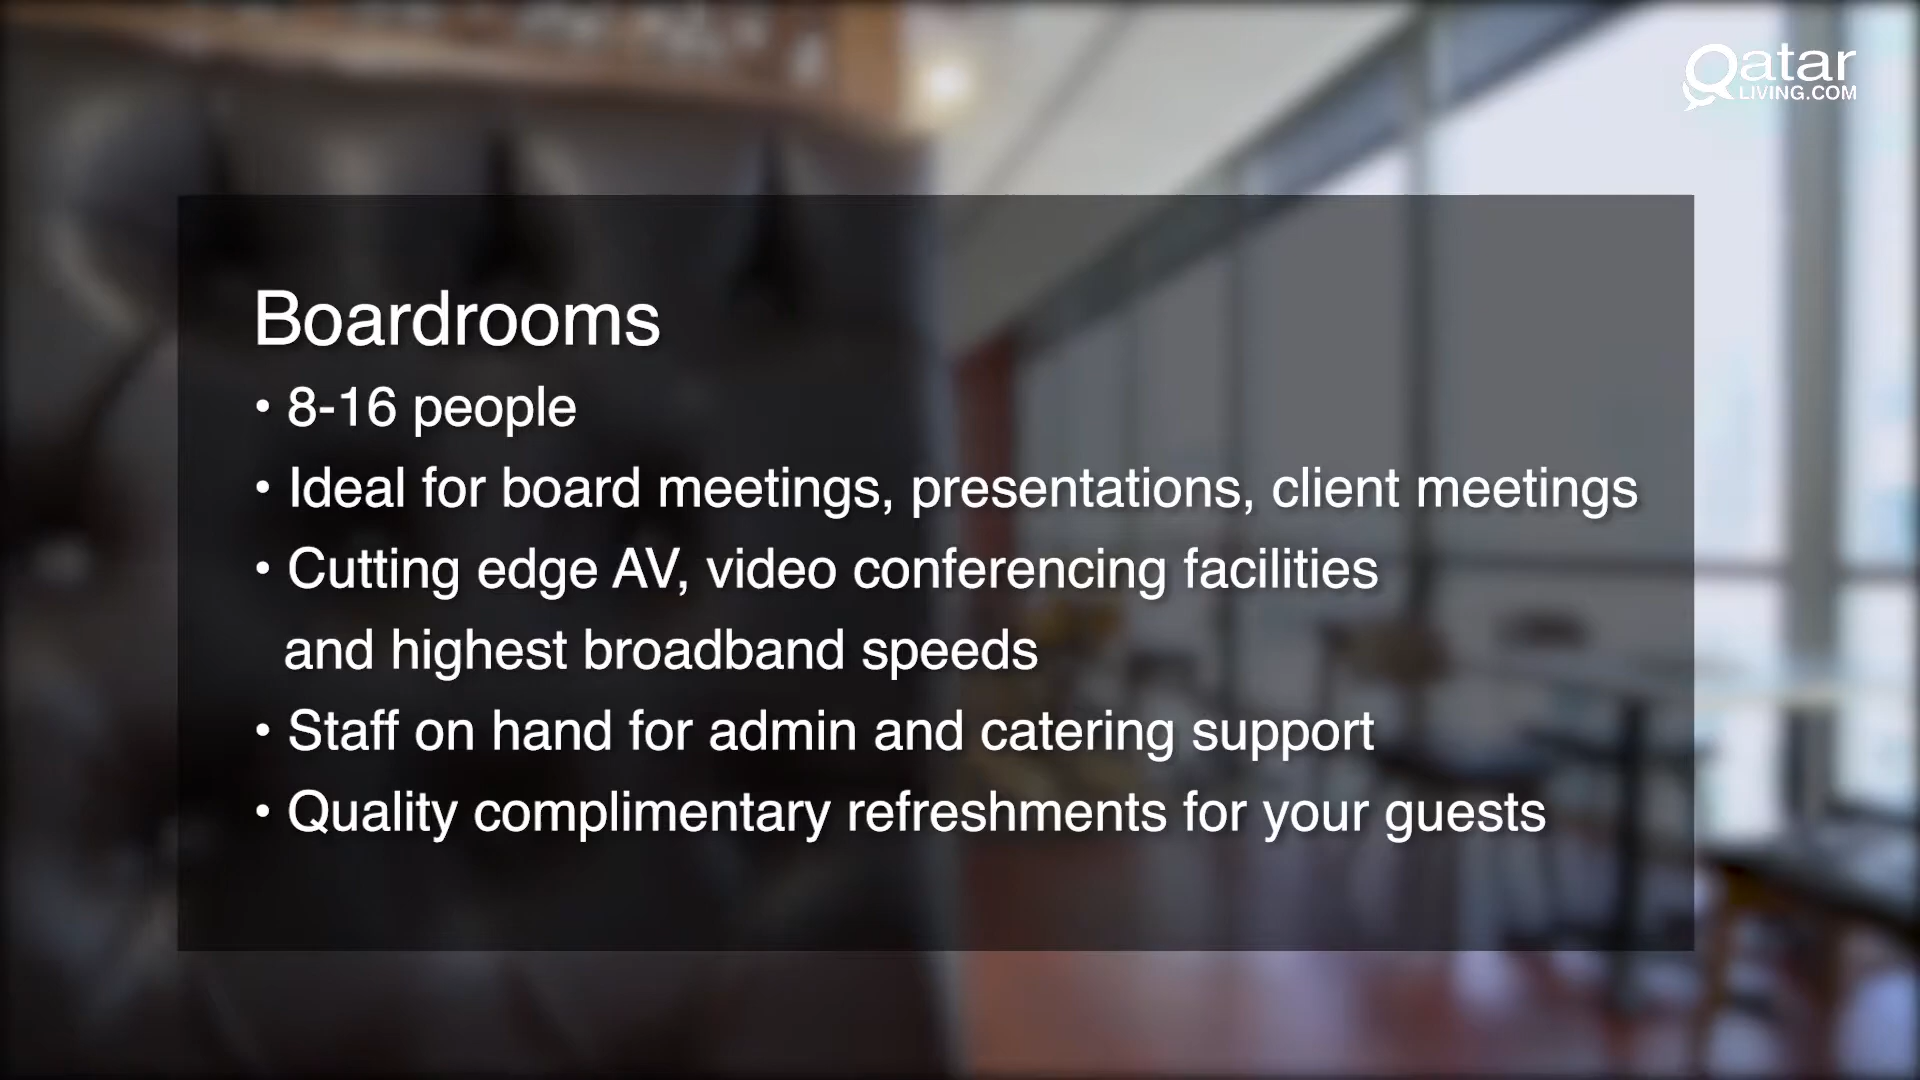 Qatar
LIVING.COM
Boardrooms
• 8-16 people
• Ideal for board meetings, presentations, client meetings
• Cutting edge AV, video conferencing facilities
and highest broadband speeds
• Staff on hand for admin and catering support
• Quality complimentary refreshments for your guests